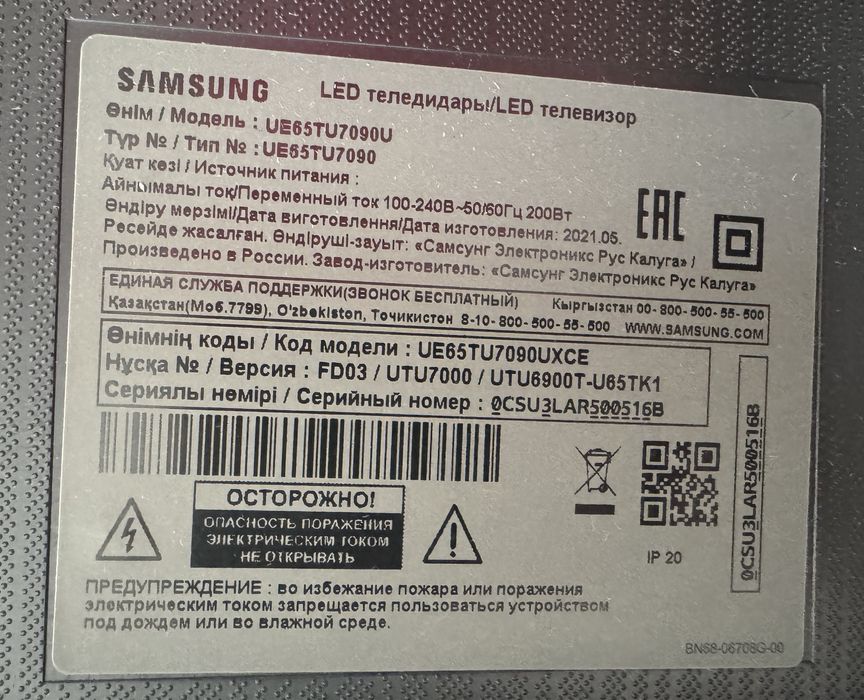 SAMSUNG LED теледидары/LED телевизор
Өнім / Модель : UE65TU7090U
Түр № / Тип № : UE65TU7090
Қуат көзі / Источник питания :
Айнымалы ток/Переменный ток 100-240В~50/60Гц 200Вт
Өндіру мерзімі/Дата виготовлення/Дата изготовления: 2021.05.
EAC
Ресейде жасалған. Өндіруші-зауыт: «Самсунг Электроникс Рус Калуга» /
Произведено в России. Завод-изготовитель: «Самсунг Электроникс Рус Калуга»
ЕДИНАЯ СЛУЖБА ПОДДЕРЖКИ(ЗВОНОК БЕСПЛАТНЫЙ) Кыргызстан 00-800-500-55-500
Қазақстан(Моб.7799), O'zbekiston, Тоҷикистон 8-10-800-500-55-500 WWW.SAMSUNG.COM
Өнімнің коды / Код модели : UE65TU7090UXCE
Нұсқа № / Версия : FD03 / UTU7000 / UTU6900T-U65TK1
Сериялы нөмірі / Серийный номер : 0CSU3LAR500516B
0CSU3LAR500516B
ОСТОРОЖНО!
ОПАСНОСТЬ ПОРАЖЕНИЯ
ЭЛЕКТРИЧЕСКИМ ТОКОМ
НЕ ОТКРЫВАТЬ
IP 20
ПРЕДУПРЕЖДЕНИЕ : во избежание пожара или поражения
электрическим током запрещается пользоваться устройством
под дождем или во влажной среде.
BN68-06708G-00